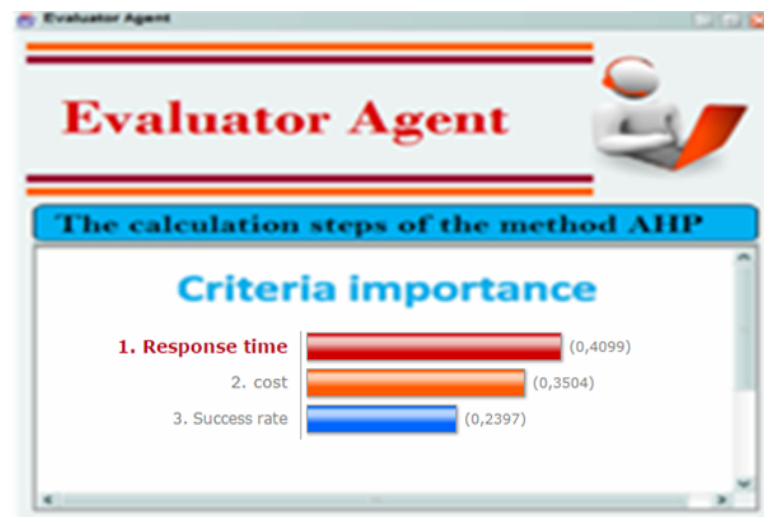 Evaluator Agent
Evaluator Agent
The calculation steps of the method AHP
Criteria importance
1. Response time (0,4099)
2. cost (0,3504)
3. Success rate (0,2397)